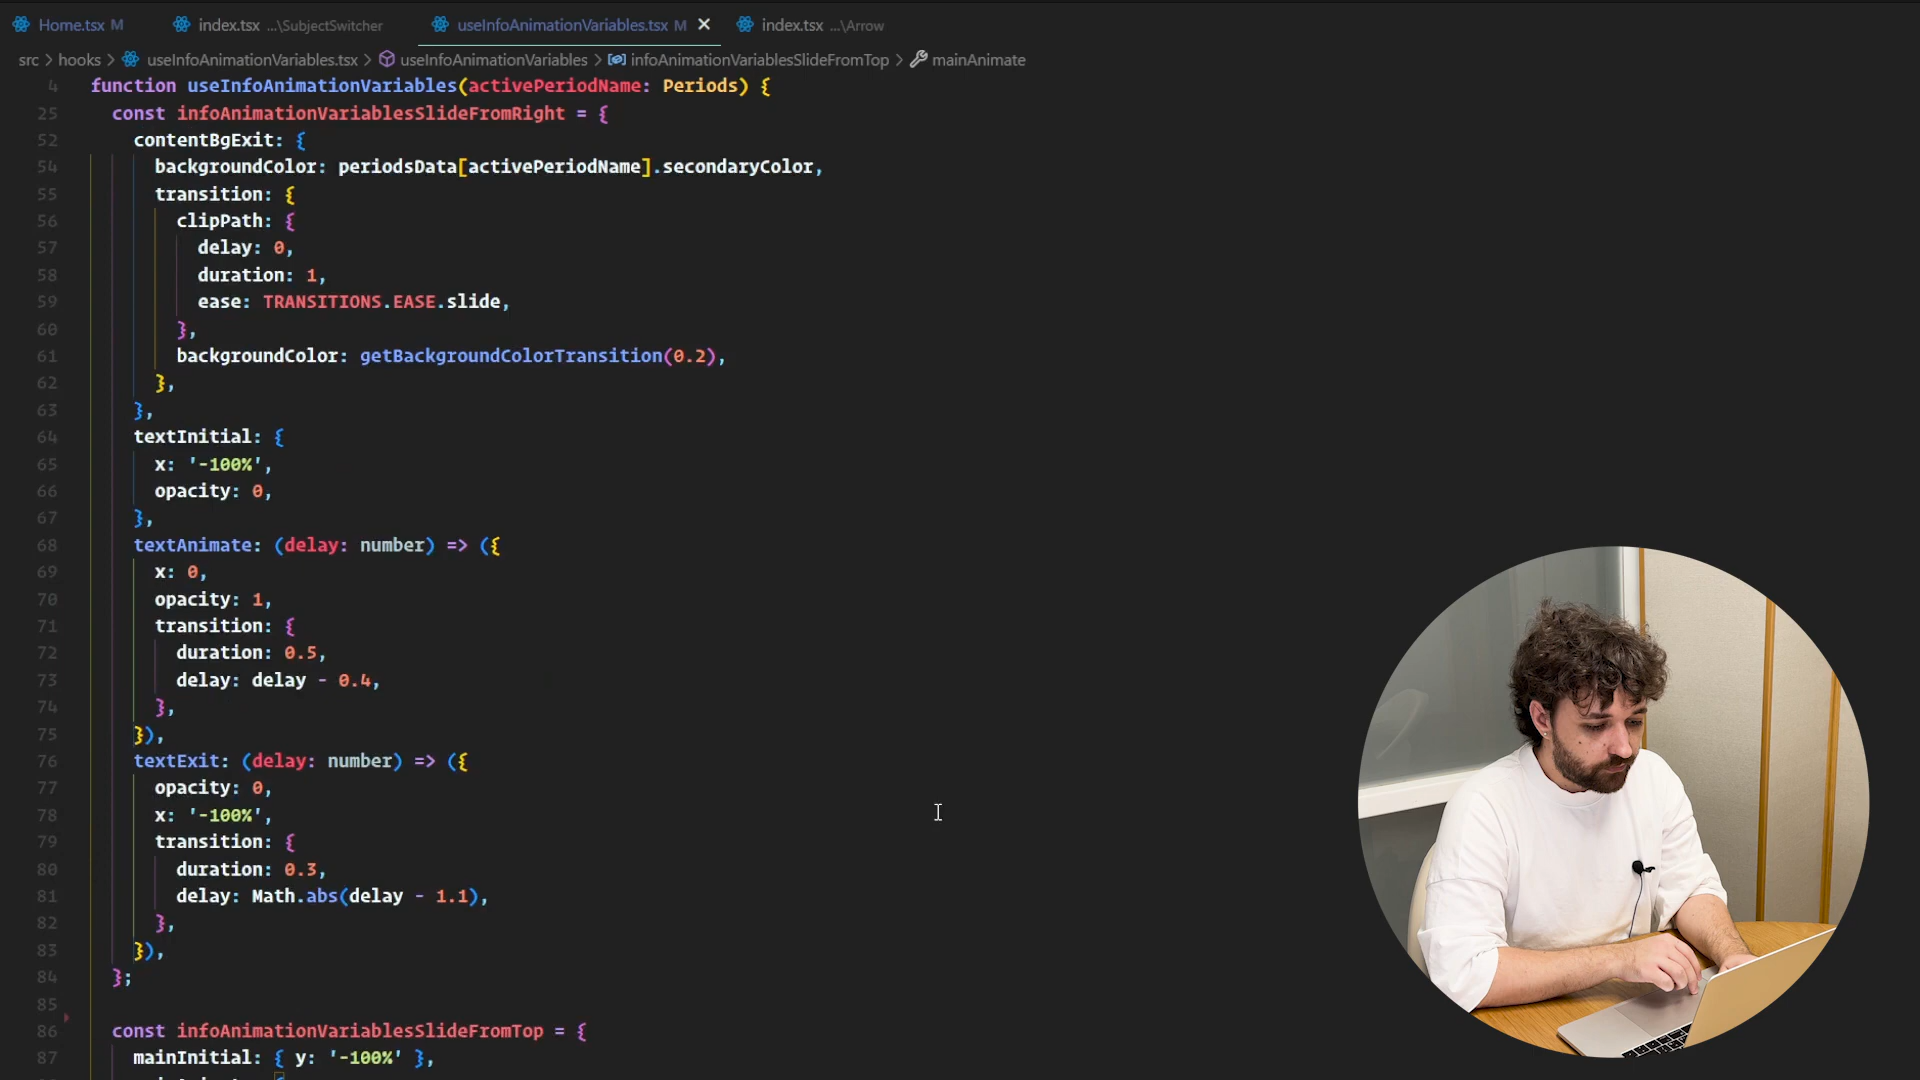 Home.tsx M index.tsx ...\SubjectSwitcher useInfoAnimationVariables.tsx M index.tsx ...\Arrow
src > hooks > useInfoAnimationVariables.tsx > useInfoAnimationVariables > infoAnimationVariablesSlideFromTop > mainAnimate
4 function useInfoAnimationVariables(activePeriodName: Periods) {
25 const infoAnimationVariablesSlideFromRight = {
52 contentBgExit: {
54 backgroundColor: periodsData[activePeriodName].secondaryColor,
55 transition: {
56 clipPath: {
57 delay: 0,
58 duration: 1,
59 ease: TRANSITIONS.EASE.slide,
60 },
61 backgroundColor: getBackgroundColorTransition(0.2),
62 },
63 },
64 textInitial: {
65 x: '-100%',
66 opacity: 0,
67 },
68 textAnimate: (delay: number) => ({
69 x: 0,
70 opacity: 1,
71 transition: {
72 duration: 0.5,
73 delay: delay - 0.4,
74 },
75 }),
76 textExit: (delay: number) => ({
77 opacity: 0,
78 x: '-100%',
79 transition: {
80 duration: 0.3,
81 delay: Math.abs(delay - 1.1),
82 },
83 }),
84 };
85
86 const infoAnimationVariablesSlideFromTop = {
87 mainInitial: { y: '-100%' },